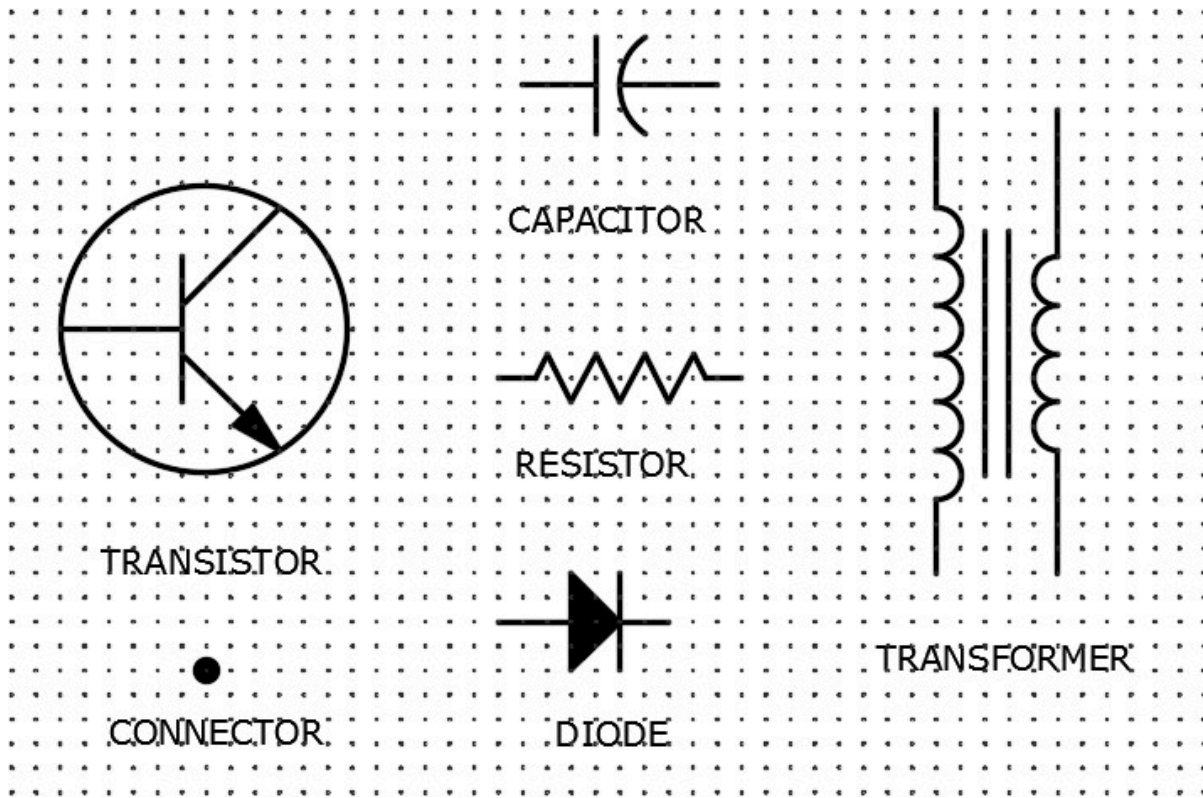 CAPACITOR
RESISTOR
TRANSISTOR
TRANSFORMER
CONNECTOR
DIODE